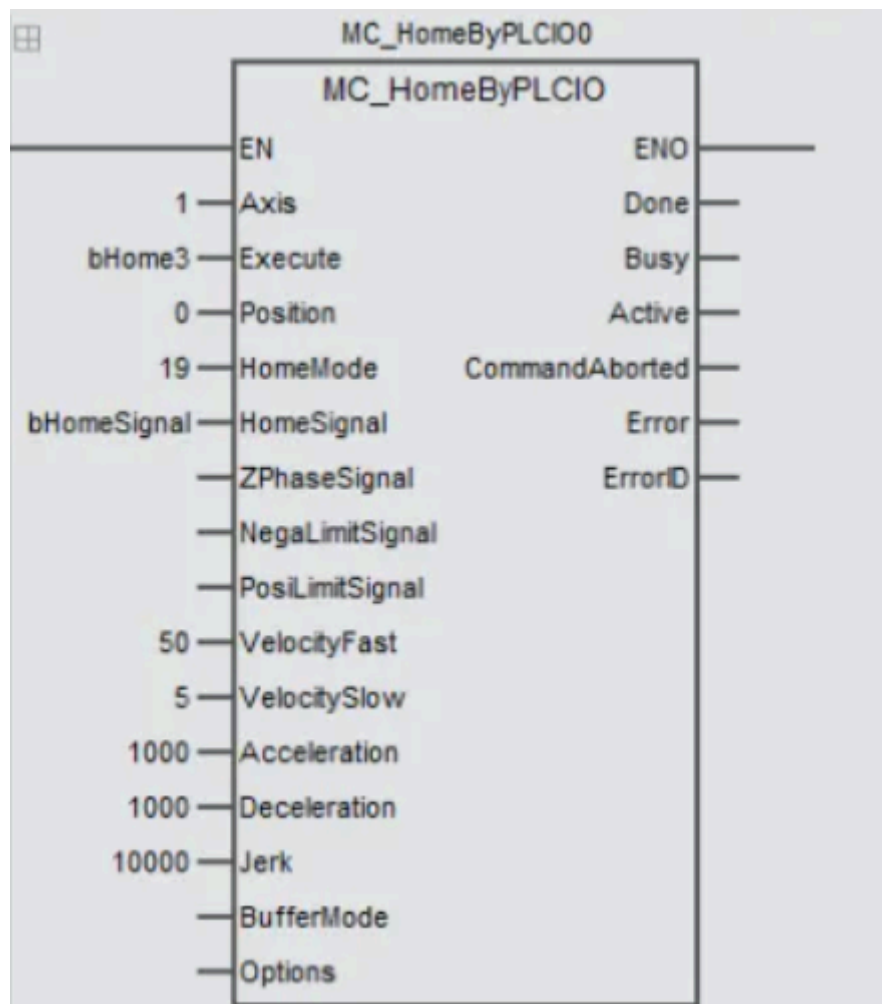 MC_HomeByPLCIO0
MC_HomeByPLCIO
EN ENO
1 Axis Done
bHome3 Execute Busy
0 Position Active
19 HomeMode CommandAborted
bHomeSignal HomeSignal Error
ZPhaseSignal ErrorID
NegaLimitSignal
PosiLimitSignal
50 VelocityFast
5 VelocitySlow
1000 Acceleration
1000 Deceleration
10000 Jerk
BufferMode
Options